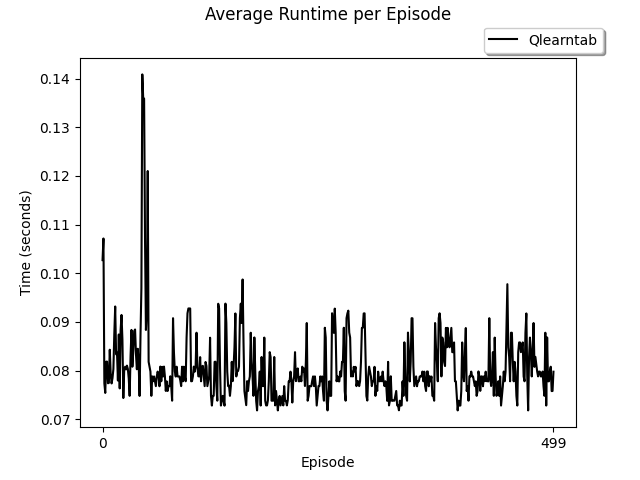 Average Runtime per Episode
Qlearntab
0.14
0.13
0.12
0.11
0.10
0.09
0.08
0.07
Time (seconds)
0
499
Episode